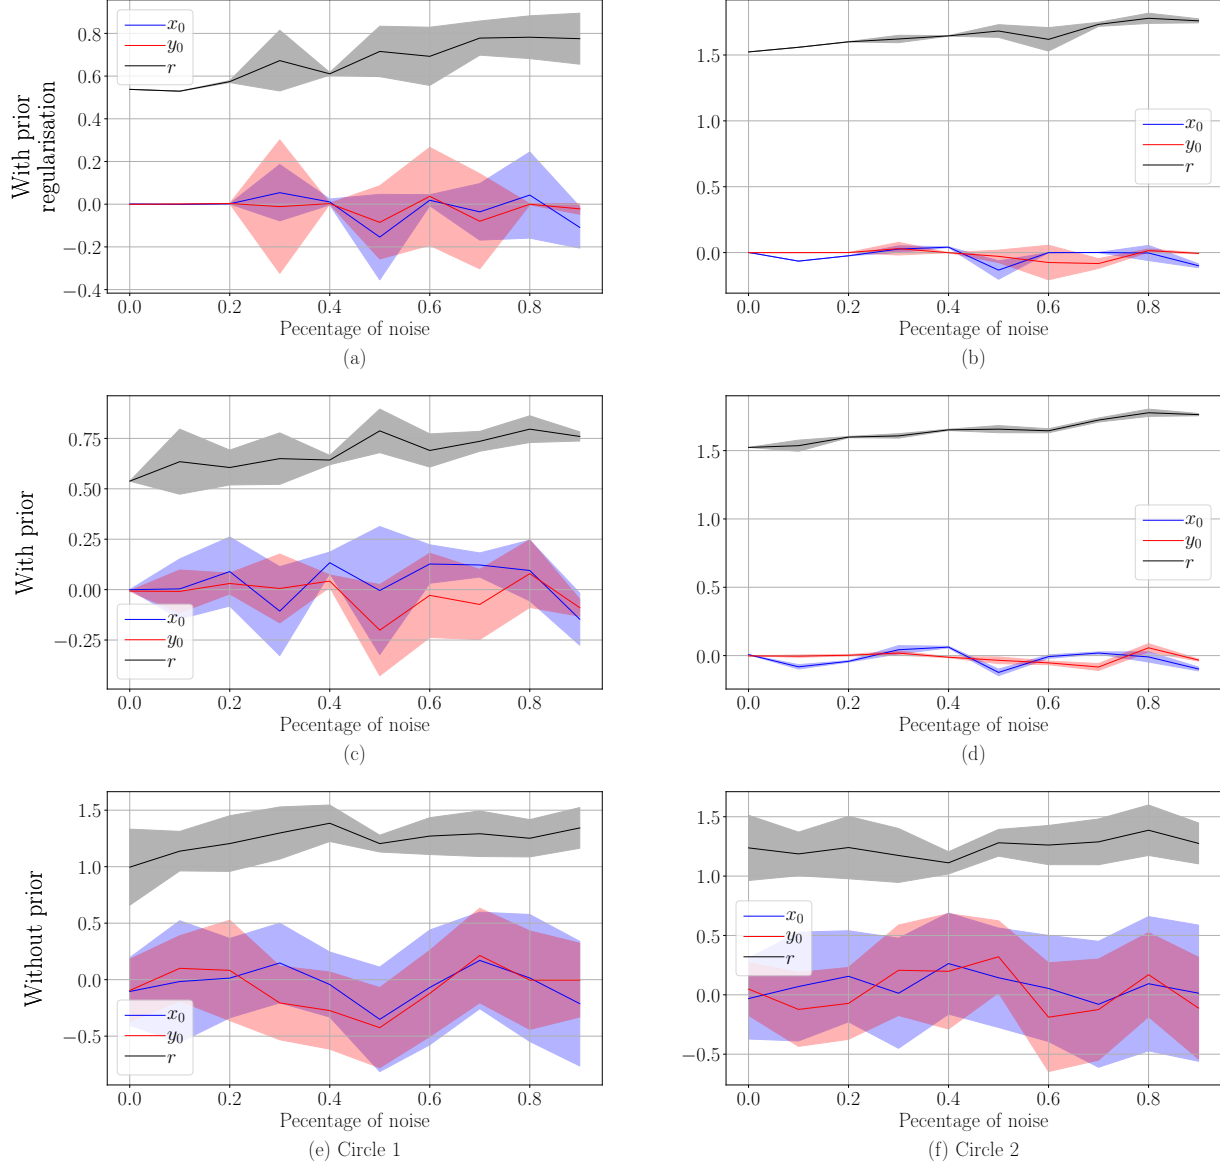 With prior
regularisation
0.8
0.6
0.4
0.2
0.0
−0.2
−0.4
x₀
y₀
r
0.0 0.2 0.4 0.6 0.8
Pecentage of noise
(a)
1.5
1.0
0.5
0.0
x₀
y₀
r
0.0 0.2 0.4 0.6 0.8
Pecentage of noise
(b)
With prior
0.75
0.50
0.25
0.00
−0.25
x₀
y₀
r
0.0 0.2 0.4 0.6 0.8
Pecentage of noise
(c)
1.5
1.0
0.5
0.0
x₀
y₀
r
0.0 0.2 0.4 0.6 0.8
Pecentage of noise
(d)
Without prior
1.5
1.0
0.5
0.0
−0.5
x₀
y₀
r
0.0 0.2 0.4 0.6 0.8
Pecentage of noise
(e) Circle 1
1.5
1.0
0.5
0.0
−0.5
x₀
y₀
r
0.0 0.2 0.4 0.6 0.8
Pecentage of noise
(f) Circle 2